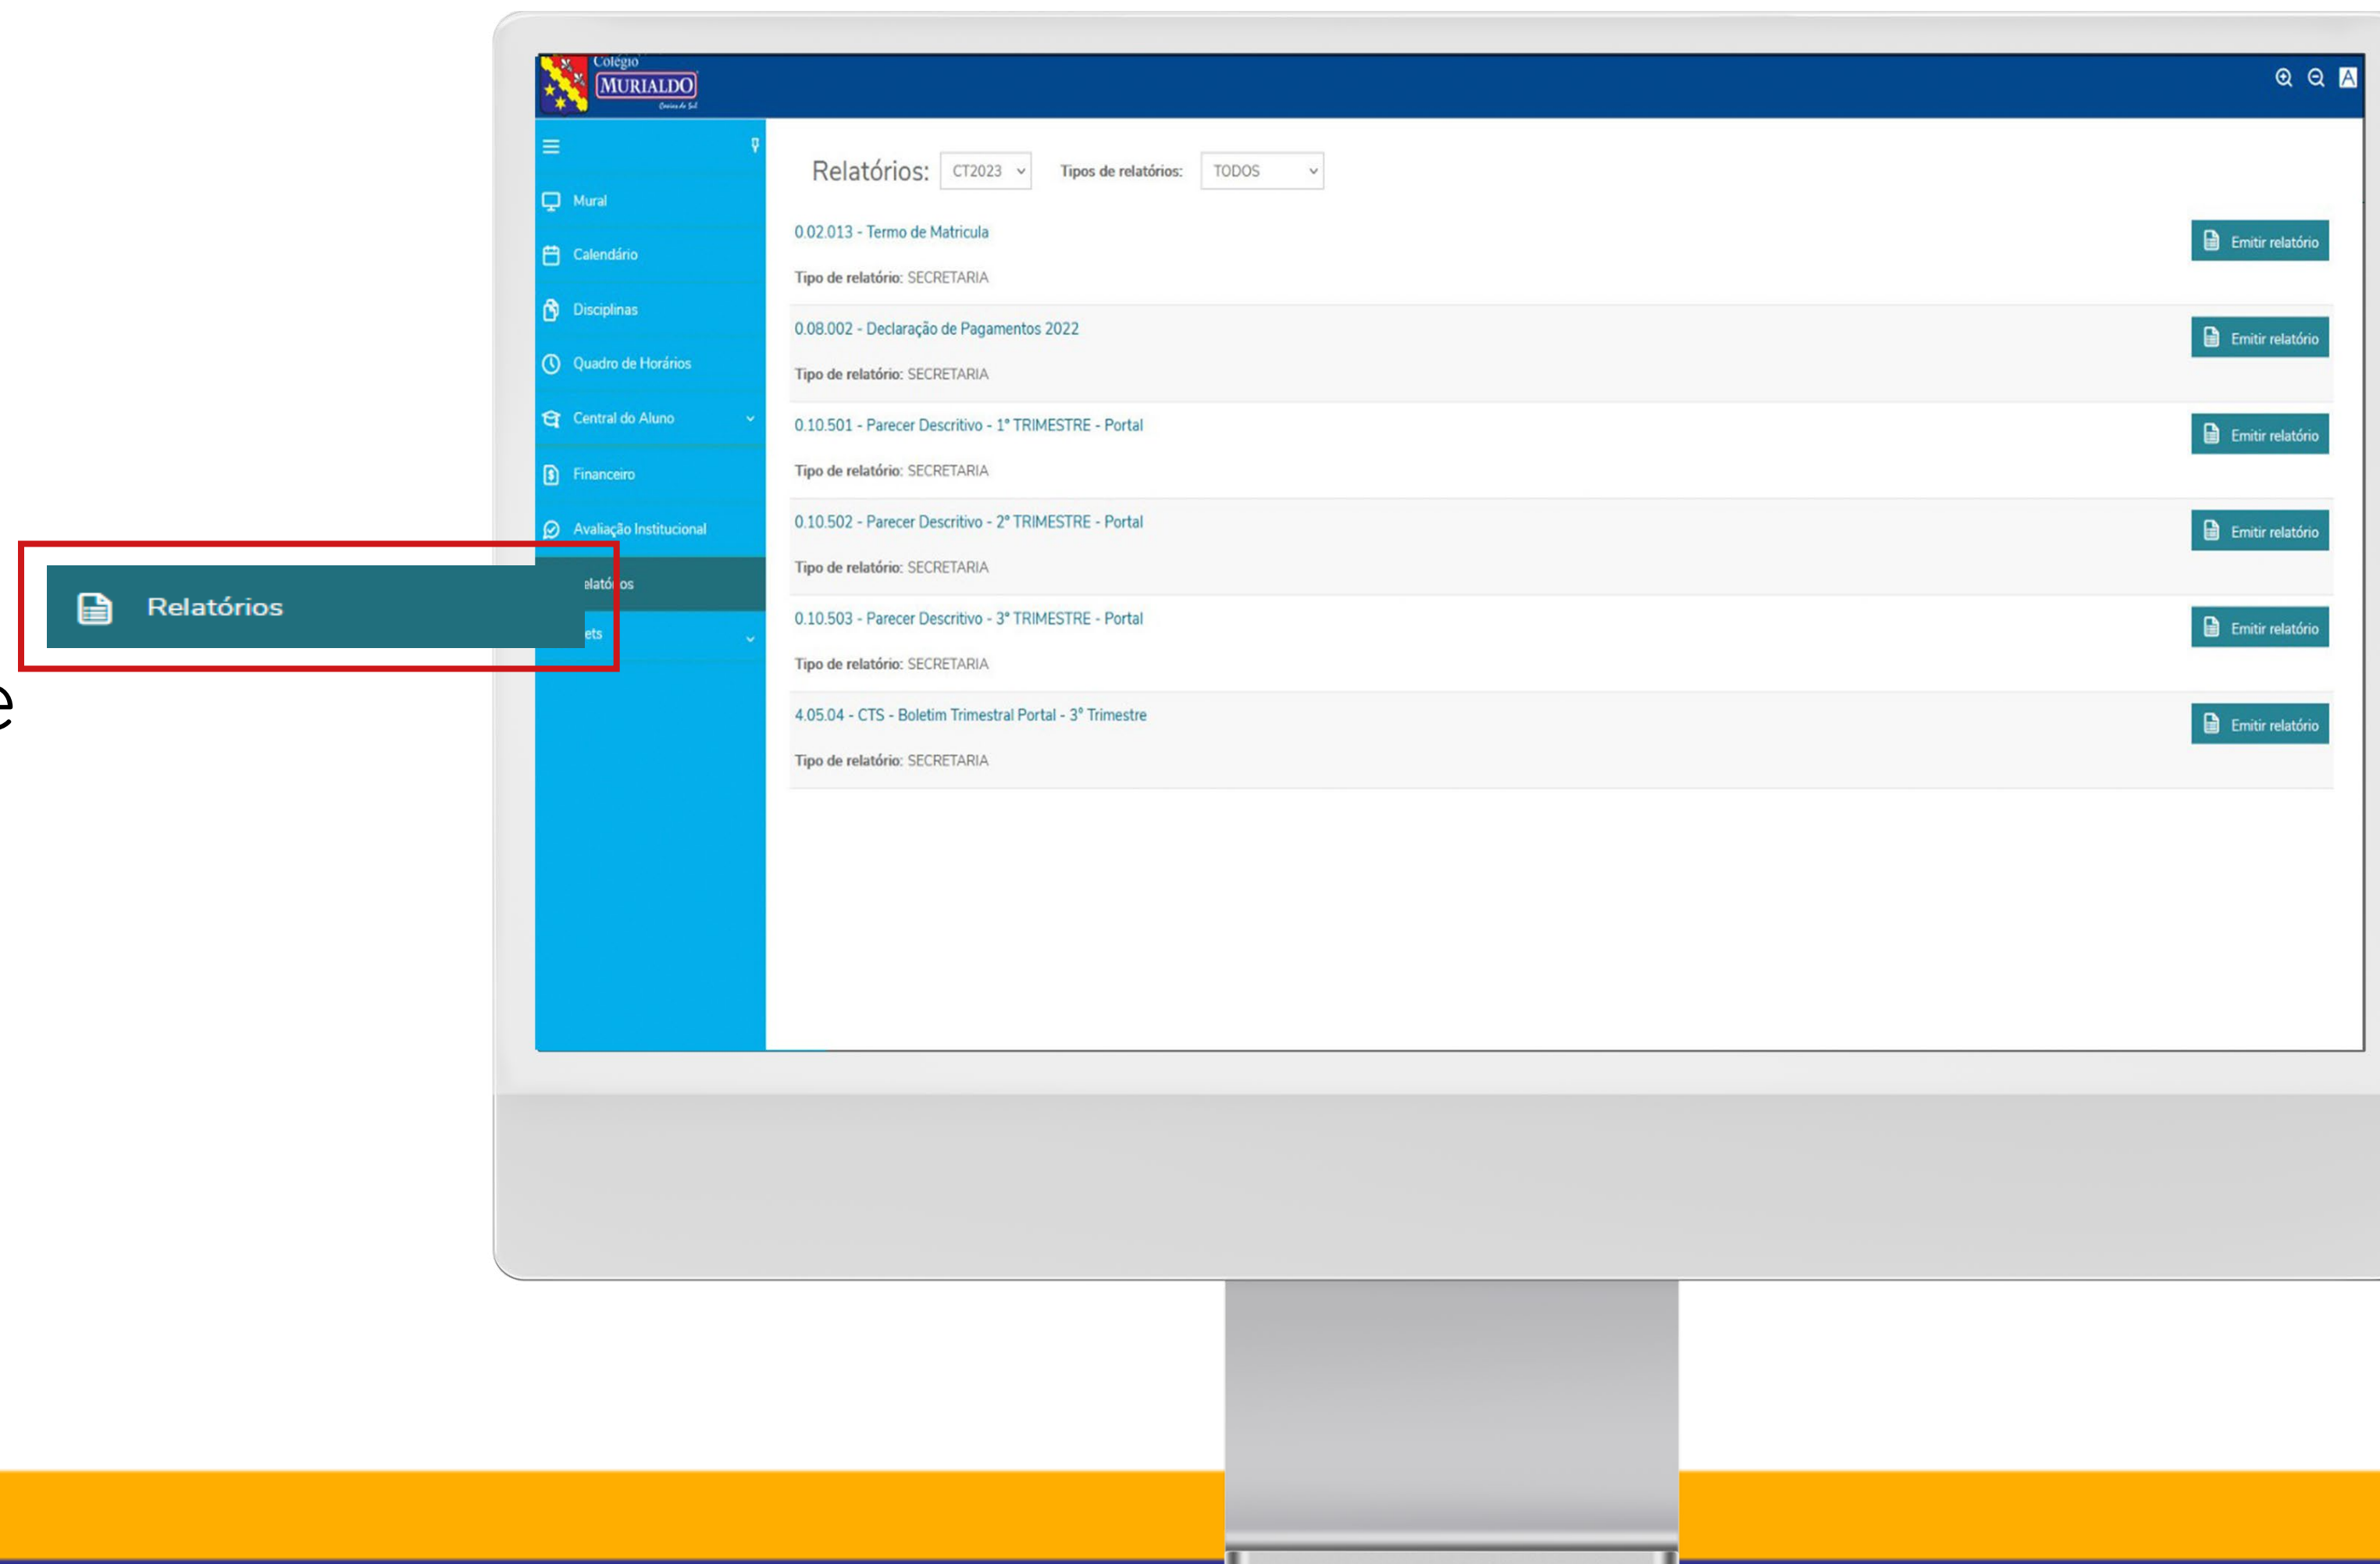 Colégio
MURIALDO
Relatórios: CT2023 Tipos de relatórios: TODOS
Mural
Calendário
Disciplinas
Quadro de Horários
Central do Aluno
Financeiro
Avaliação Institucional
elatórios
ets
Relatórios
e
0.02.013 - Termo de Matricula
Emitir relatório
Tipo de relatório: SECRETARIA
0.08.002 - Declaração de Pagamentos 2022
Emitir relatório
Tipo de relatório: SECRETARIA
0.10.501 - Parecer Descritivo - 1° TRIMESTRE - Portal
Emitir relatório
Tipo de relatório: SECRETARIA
0.10.502 - Parecer Descritivo - 2° TRIMESTRE - Portal
Emitir relatório
Tipo de relatório: SECRETARIA
0.10.503 - Parecer Descritivo - 3° TRIMESTRE - Portal
Emitir relatório
Tipo de relatório: SECRETARIA
4.05.04 - CTS - Boletim Trimestral Portal - 3° Trimestre
Emitir relatório
Tipo de relatório: SECRETARIA
A